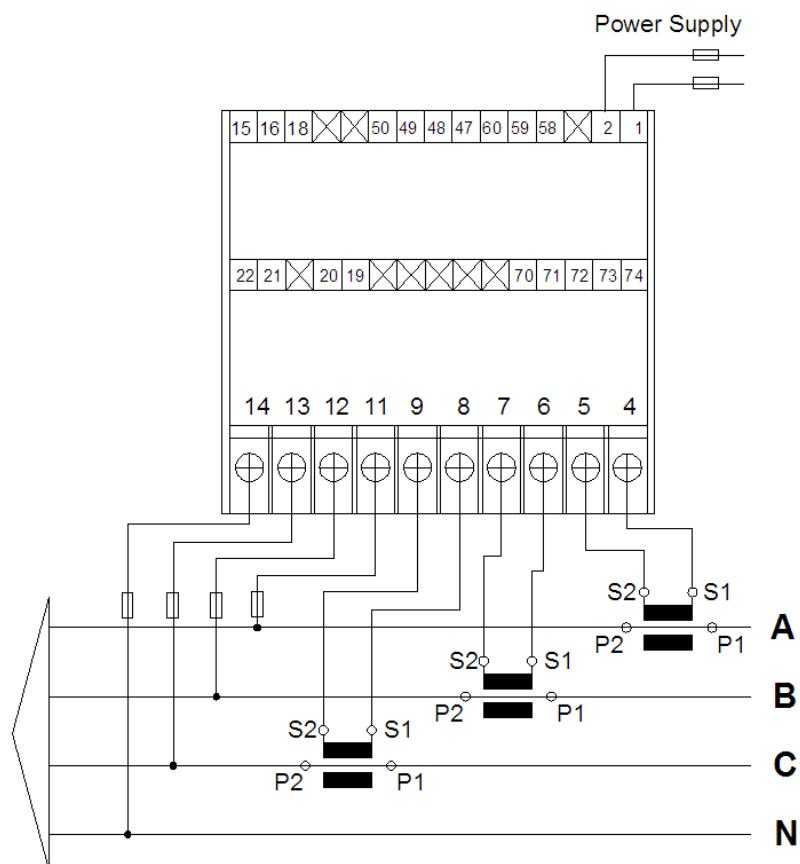 Power Supply
15 16 18 50 49 48 47 60 59 58 2 1
22 21 20 19 70 71 72 73 74
14 13 12 11 9 8 7 6 5 4
S2 S1
P2 P1 A
S2 S1
P2 P1 B
S2 S1
P2 P1 C
N